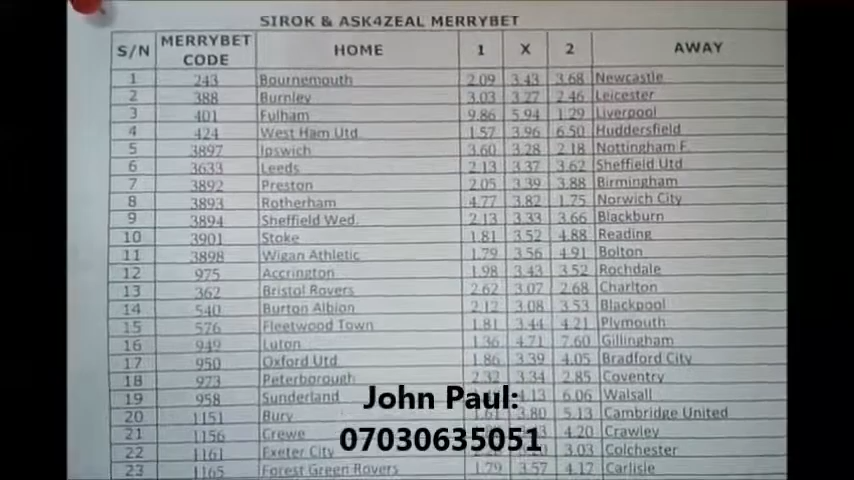 SIROK & ASK4ZEAL MERRYBET
S/N MERRYBET CODE HOME 1 X 2 AWAY
1 243 Bournemouth 2.09 3.43 3.68 Newcastle
2 388 Burnley 3.03 3.27 2.46 Leicester
3 401 Fulham 9.86 5.94 1.29 Liverpool
4 424 West Ham Utd 1.57 3.96 6.50 Huddersfield
5 3897 Ipswich 3.60 3.28 2.18 Nottingham F.
6 3633 Leeds 2.13 3.37 3.62 Sheffield Utd
7 3892 Preston 2.05 3.39 3.88 Birmingham
8 3893 Rotherham 4.77 3.82 1.75 Norwich City
9 3894 Sheffield Wed. 2.13 3.33 3.66 Blackburn
10 3901 Stoke 1.81 3.52 4.88 Reading
11 3898 Wigan Athletic 1.79 3.56 4.91 Bolton
12 975 Accrington 1.98 3.43 3.52 Rochdale
13 362 Bristol Rovers 2.62 3.07 2.68 Charlton
14 540 Burton Albion 2.12 3.08 3.53 Blackpool
15 576 Fleetwood Town 1.81 3.44 4.21 Plymouth
16 949 Luton 1.36 4.71 7.60 Gillingham
17 950 Oxford Utd 1.86 3.39 4.05 Bradford City
18 973 Peterborough 2.32 3.34 2.85 Coventry
19 958 Sunderland 4.13 6.06 Walsall
John Paul:
20 1151 Bury 1.61 3.80 5.13 Cambridge United
21 1156 Crewe 4.20 Crawley
07030635051
22 1161 Exeter City 3.03 Colchester
23 1165 Forest Green Rovers 1.79 3.57 4.17 Carlisle